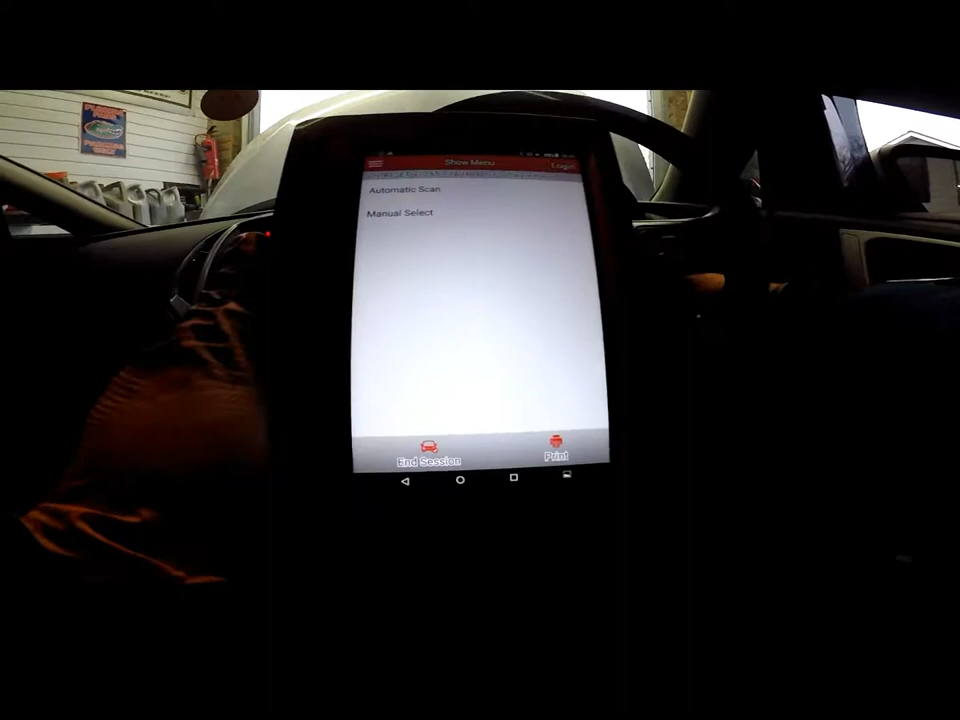 Show Menu
Login
Automatic Scan
Manual Select
End Session
Print